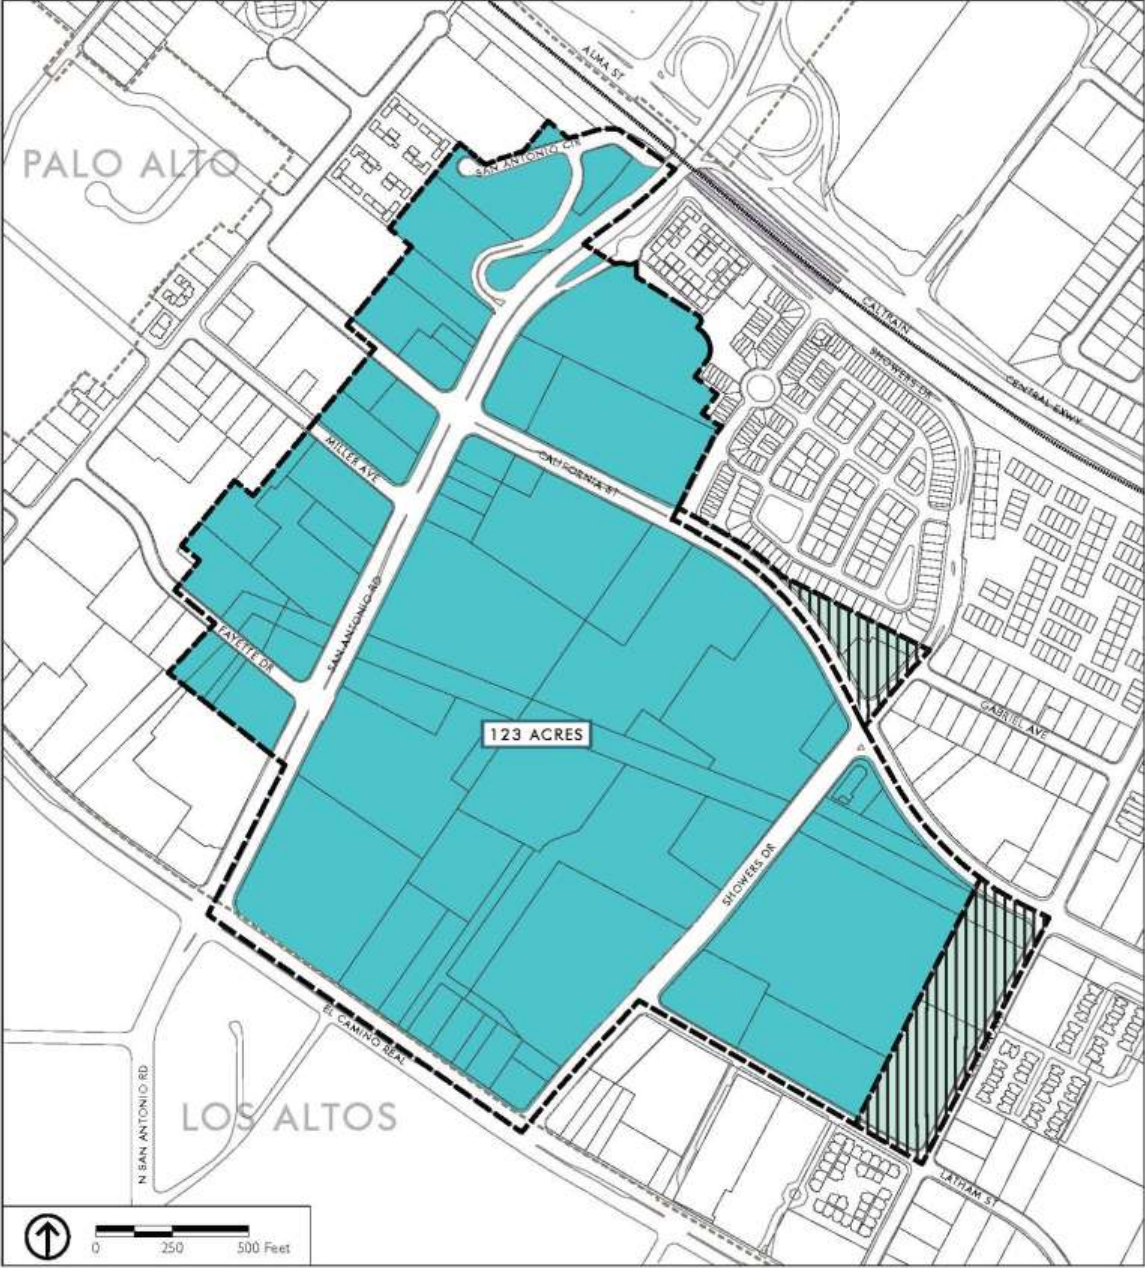 ALMA ST
PALO ALTO
SAN ANTONIO CIR
CALTRAIN
SHOWERS DR
CENTRAL EXWY
MILLER AVE
CALIFORNIA ST
SAN ANTONIO RD
FAYETTE DR
GABRIEL AVE
123 ACRES
SHOWERS DR
EL CAMINO REAL
N SAN ANTONIO RD
LOS ALTOS
LATHAM ST
0 250 500 Feet